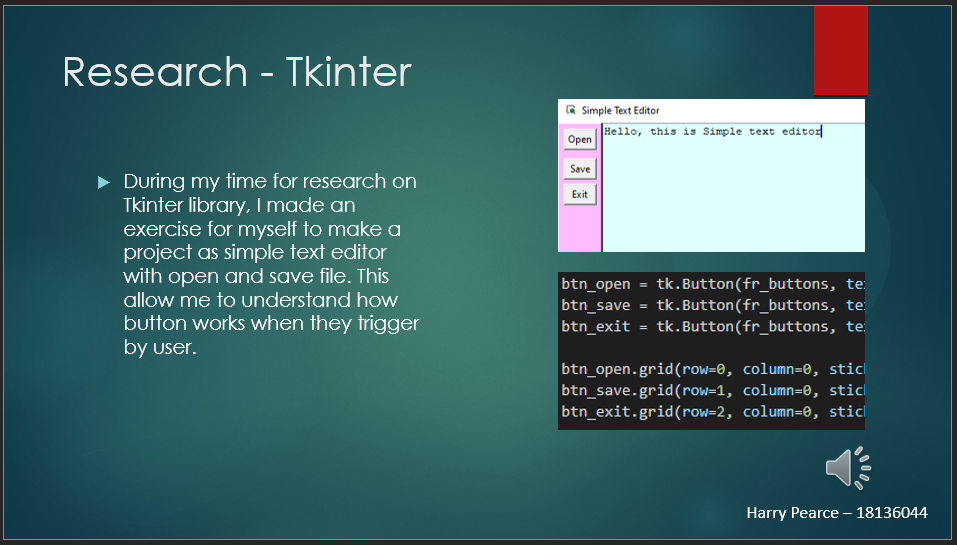 Research - Tkinter
During my time for research on
Tkinter library, I made an
exercise for myself to make a
project as simple text editor
with open and save file. This
allow me to understand how
button works when they trigger
by user.
Simple Text Editor
Open
Save
Exit
Hello, this is Simple text editor
btn_open = tk.Button(fr_buttons, te
btn_save = tk.Button(fr_buttons, te
btn_exit = tk.Button(fr_buttons, te
btn_open.grid(row=0, column=0, stic
btn_save.grid(row=1, column=0, stic
btn_exit.grid(row=2, column=0, stic
Harry Pearce – 18136044